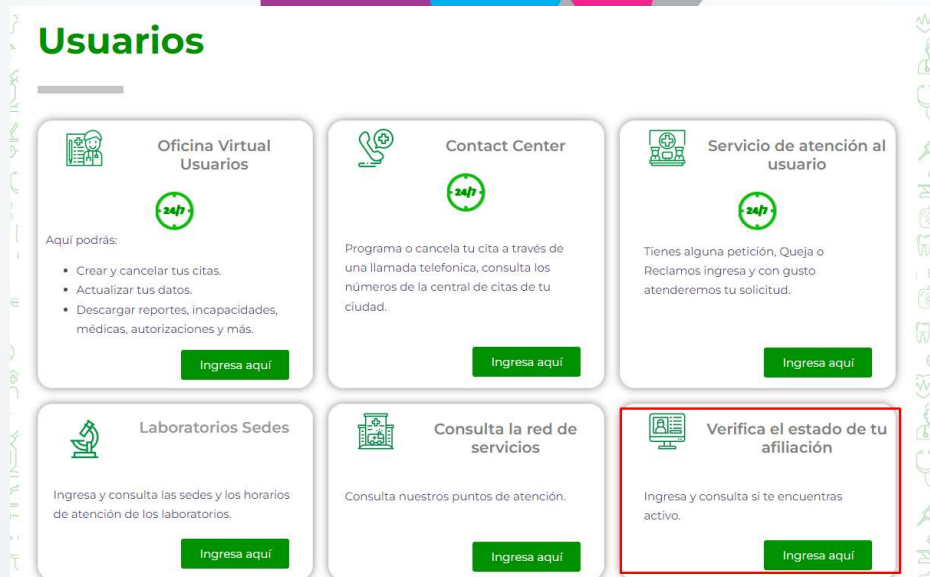 Usuarios
Oficina Virtual
Usuarios
24/7
Aquí podrás:
Crear y cancelar tus citas.
Actualizar tus datos.
Descargar reportes, incapacidades,
médicas, autorizaciones y más.
Ingresa aquí
Contact Center
24/7
Programa o cancela tu cita a través de
una llamada telefonica, consulta los
números de la central de citas de tu
ciudad.
Ingresa aquí
Servicio de atención al
usuario
24/7
Tienes alguna petición, Queja o
Reclamos ingresa y con gusto
atenderemos tu solicitud.
Ingresa aquí
Laboratorios Sedes
Ingresa y consulta las sedes y los horarios
de atención de los laboratorios.
Ingresa aquí
Consulta la red de
servicios
Consulta nuestros puntos de atención.
Ingresa aquí
Verifica el estado de tu
afiliación
Ingresa y consulta si te encuentras
activo.
Ingresa aquí